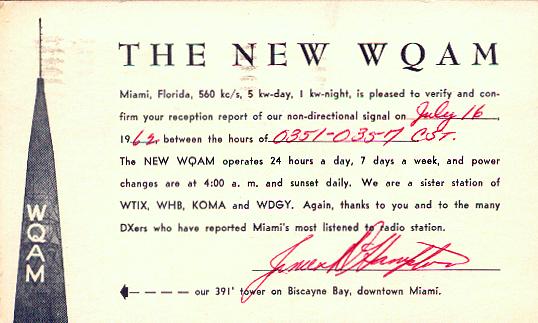 THE NEW WQAM
Miami, Florida, 560 kc/s, 5 kw-day, 1 kw-night, is pleased to verify and con-
firm your reception report of our non-directional signal on July 16,
1962, between the hours of 0351-0357 CST.
The NEW WQAM operates 24 hours a day, 7 days a week, and power
changes are at 4:00 a. m. and sunset daily. We are a sister station of
WTIX, WHB, KOMA and WDGY. Again, thanks to you and to the many
DXers who have reported Miami's most listened to radio station.
our 391' tower on Biscayne Bay, downtown Miami.
WQAM